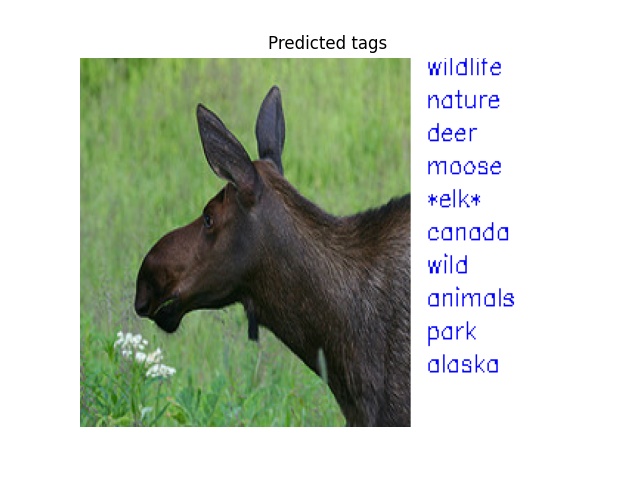 Predicted tags
wildlife
nature
deer
moose
*elk*
canada
wild
animals
park
alaska